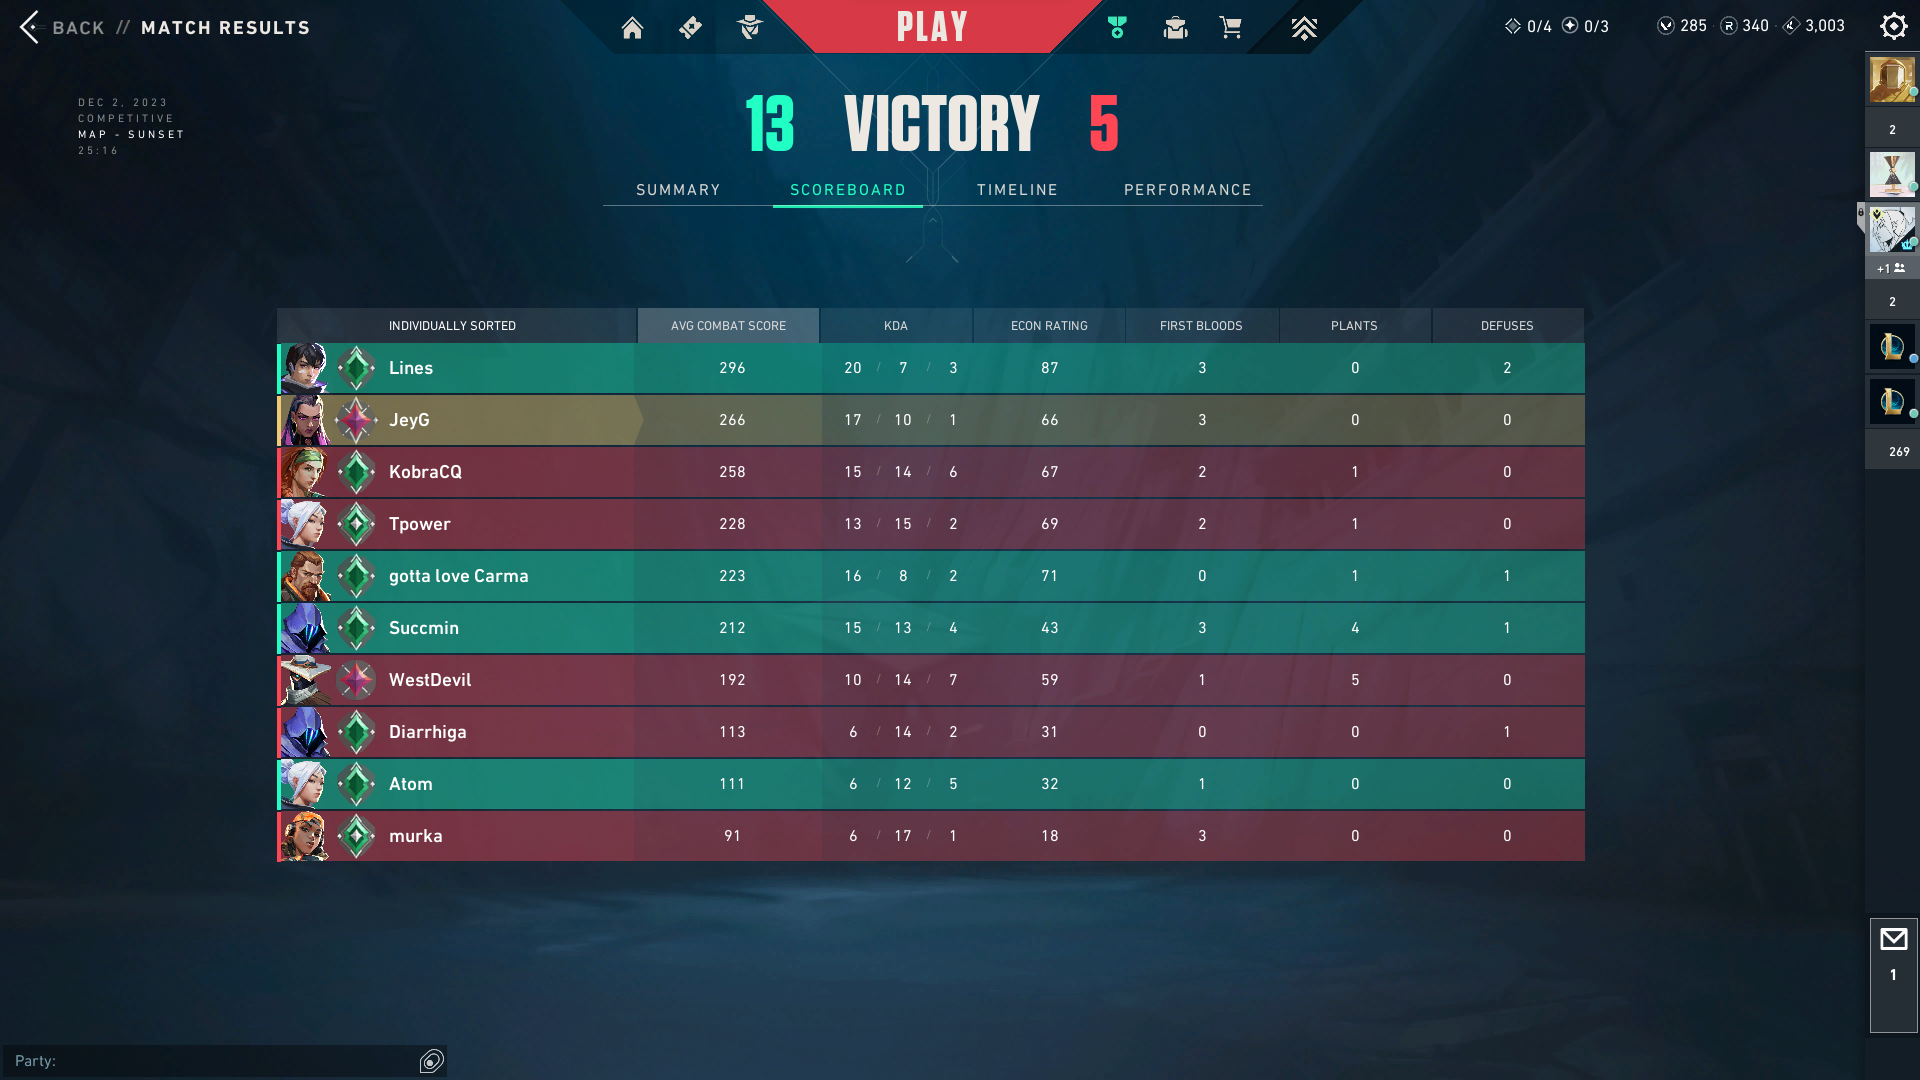 BACK // MATCH RESULTS
PLAY
0/4 0/3 285 340 3,003
DEC 2, 2023
COMPETITIVE
MAP - SUNSET
25:16
13 VICTORY 5
SUMMARY SCOREBOARD TIMELINE PERFORMANCE
INDIVIDUALLY SORTED AVG COMBAT SCORE KDA ECON RATING FIRST BLOODS PLANTS DEFUSES
Lines 296 20 / 7 / 3 87 3 0 2
JeyG 266 17 / 10 / 1 66 3 0 0
KobraCQ 258 15 / 14 / 6 67 2 1 0
Tpower 228 13 / 15 / 2 69 2 1 0
gotta love Carma 223 16 / 8 / 2 71 0 1 1
Succmin 212 15 / 13 / 4 43 3 4 1
WestDevil 192 10 / 14 / 7 59 1 5 0
Diarrhiga 113 6 / 14 / 2 31 0 0 1
Atom 111 6 / 12 / 5 32 1 0 0
murka 91 6 / 17 / 1 18 3 0 0
2
+1
2
269
1
Party: